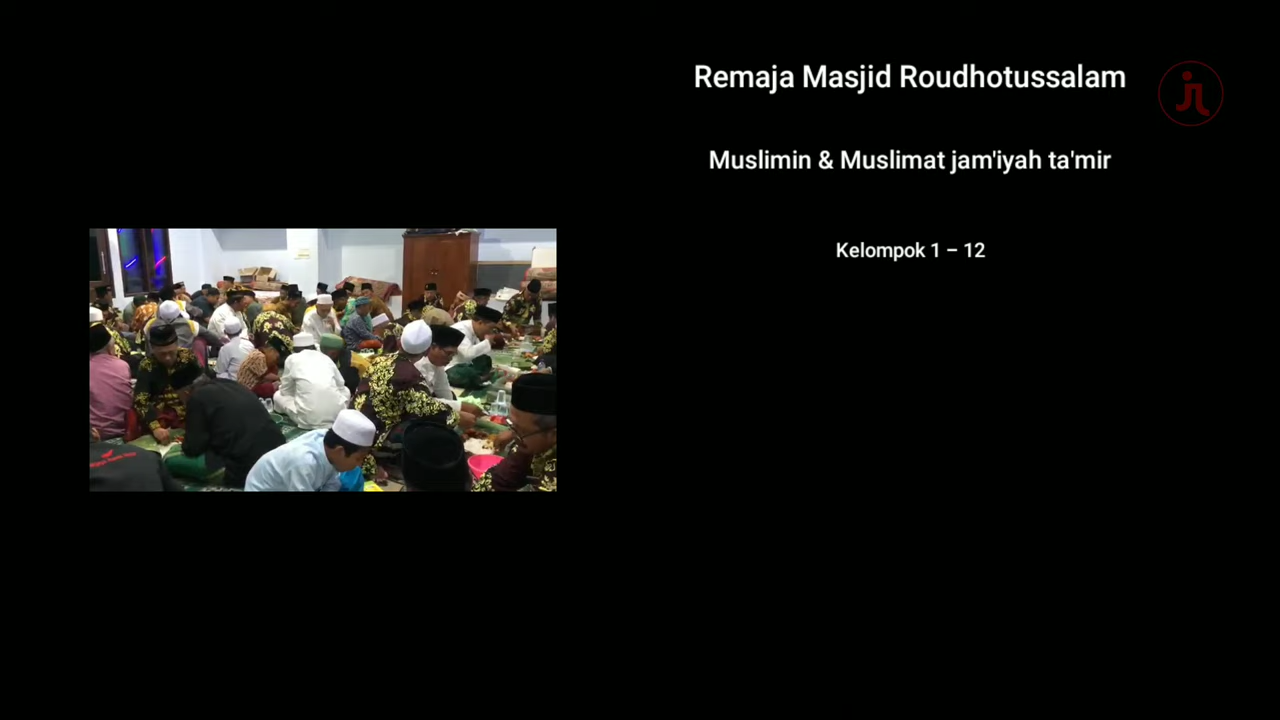 Remaja Masjid Roudhotussalam
Muslimin & Muslimat jam'iyah ta'mir
Kelompok 1 – 12